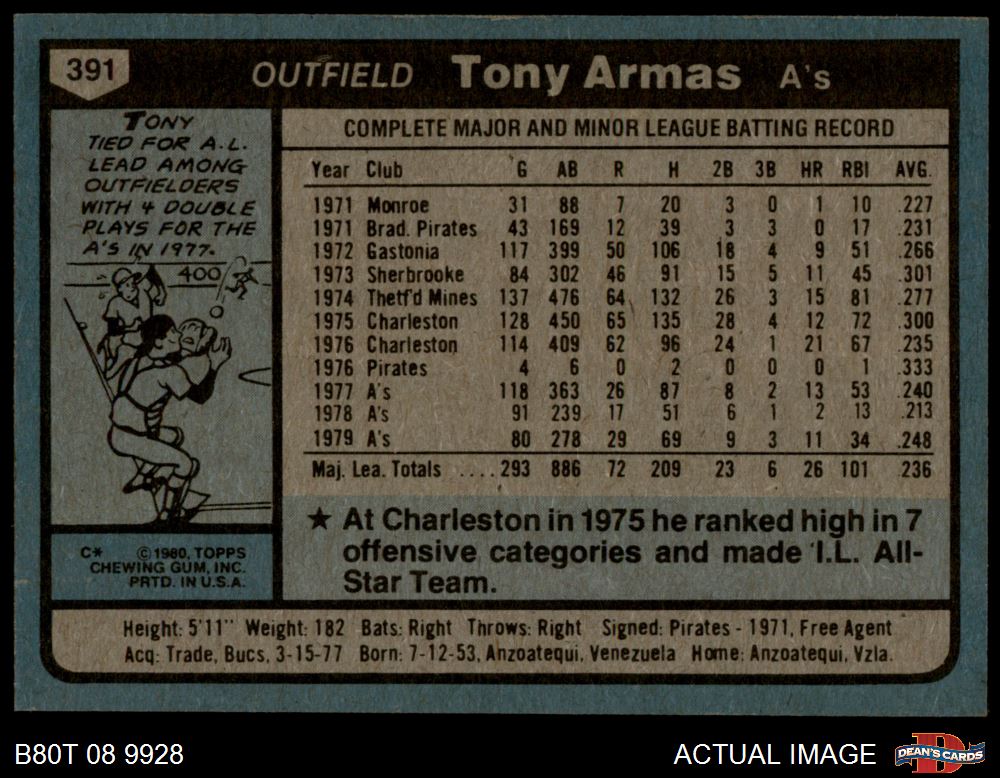 391 OUTFIELD Tony Armas A's
TONY
TIED FOR A.L.
LEAD AMONG
OUTFIELDERS
WITH 4 DOUBLE
PLAYS FOR THE
A'S IN 1977.
400
C* ©1980, TOPPS
CHEWING GUM, INC.
PRTD. IN U.S.A.
COMPLETE MAJOR AND MINOR LEAGUE BATTING RECORD
Year Club G AB R H 2B 3B HR RBI AVG.
1971 Monroe 31 88 7 20 3 0 1 10 .227
1971 Brad. Pirates 43 169 12 39 3 3 0 17 .231
1972 Gastonia 117 399 50 106 18 4 9 51 .266
1973 Sherbrooke 84 302 46 91 15 5 11 45 .301
1974 Thetf'd Mines 137 476 64 132 26 3 15 81 .277
1975 Charleston 128 450 65 135 28 4 12 72 .300
1976 Charleston 114 409 62 96 24 1 21 67 .235
1976 Pirates 4 6 0 2 0 0 0 1 .333
1977 A's 118 363 26 87 8 2 13 53 .240
1978 A's 91 239 17 51 6 1 2 13 .213
1979 A's 80 278 29 69 9 3 11 34 .248
Maj. Lea. Totals ....293 886 72 209 23 6 26 101 .236
★ At Charleston in 1975 he ranked high in 7
offensive categories and made I.L. All-
Star Team.
Height: 5'11" Weight: 182 Bats: Right Throws: Right Signed: Pirates - 1971, Free Agent
Acq: Trade, Bucs, 3-15-77 Born: 7-12-53, Anzoatequi, Venezuela Home: Anzoatequi, Vzla.
B80T 08 9928 ACTUAL IMAGE DEAN'S CARDS